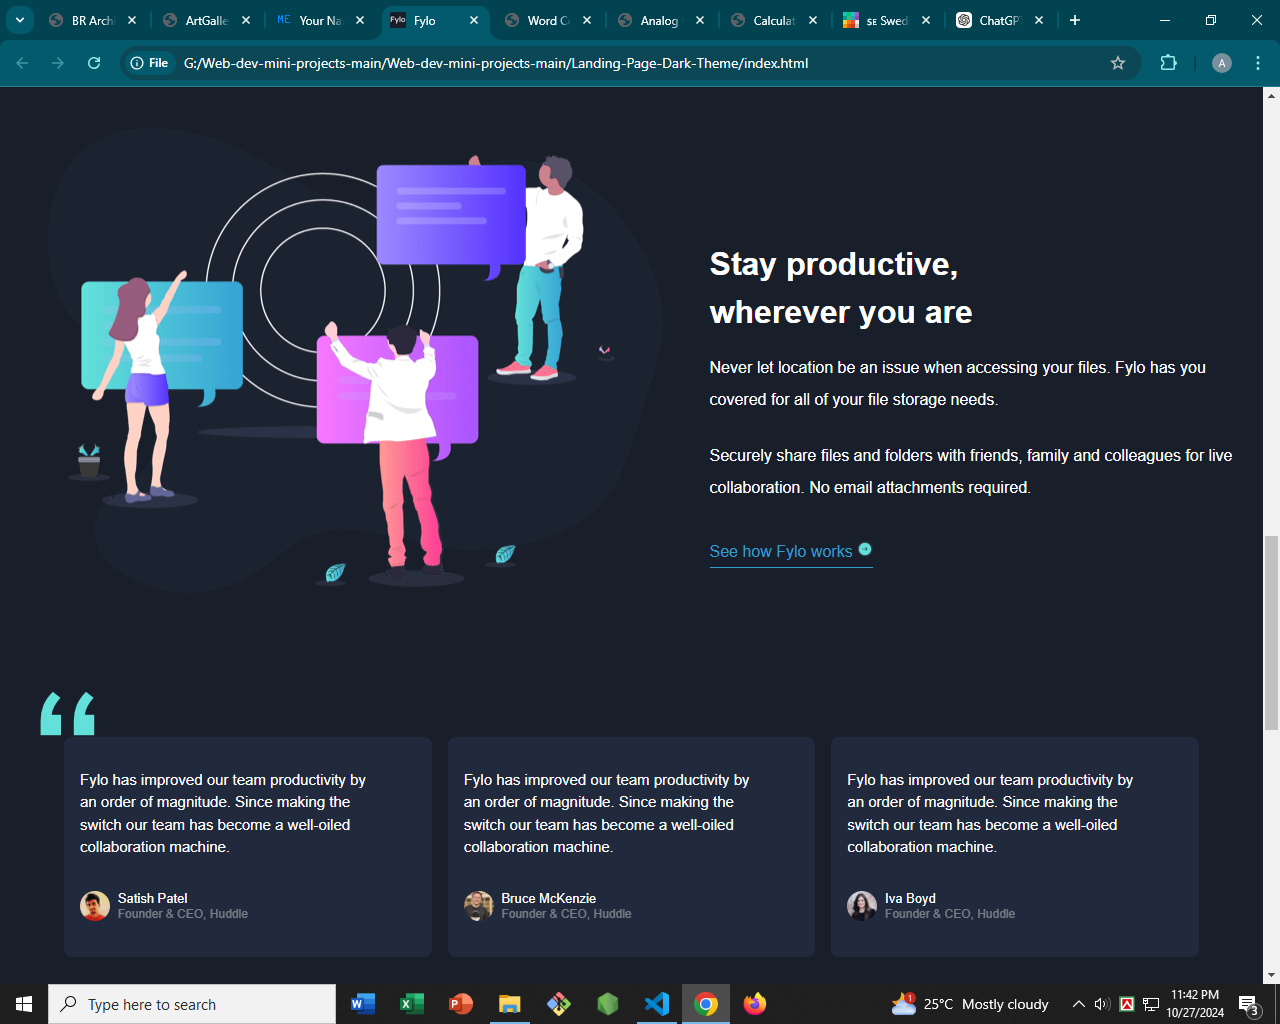 BR Archi
ArtGalle
ME
Your Na
Fylo
Fylo
Word C
Analog
Calculat
SE Swed
ChatGP
File
G:/Web-dev-mini-projects-main/Web-dev-mini-projects-main/Landing-Page-Dark-Theme/index.html
A
Stay productive,
wherever you are
Never let location be an issue when accessing your files. Fylo has you
covered for all of your file storage needs.
Securely share files and folders with friends, family and colleagues for live
collaboration. No email attachments required.
See how Fylo works
Fylo has improved our team productivity by
an order of magnitude. Since making the
switch our team has become a well-oiled
collaboration machine.
Satish Patel
Founder & CEO, Huddle
Fylo has improved our team productivity by
an order of magnitude. Since making the
switch our team has become a well-oiled
collaboration machine.
Bruce McKenzie
Founder & CEO, Huddle
Fylo has improved our team productivity by
an order of magnitude. Since making the
switch our team has become a well-oiled
collaboration machine.
Iva Boyd
Founder & CEO, Huddle
Type here to search
1
25°C Mostly cloudy
11:42 PM
10/27/2024
3